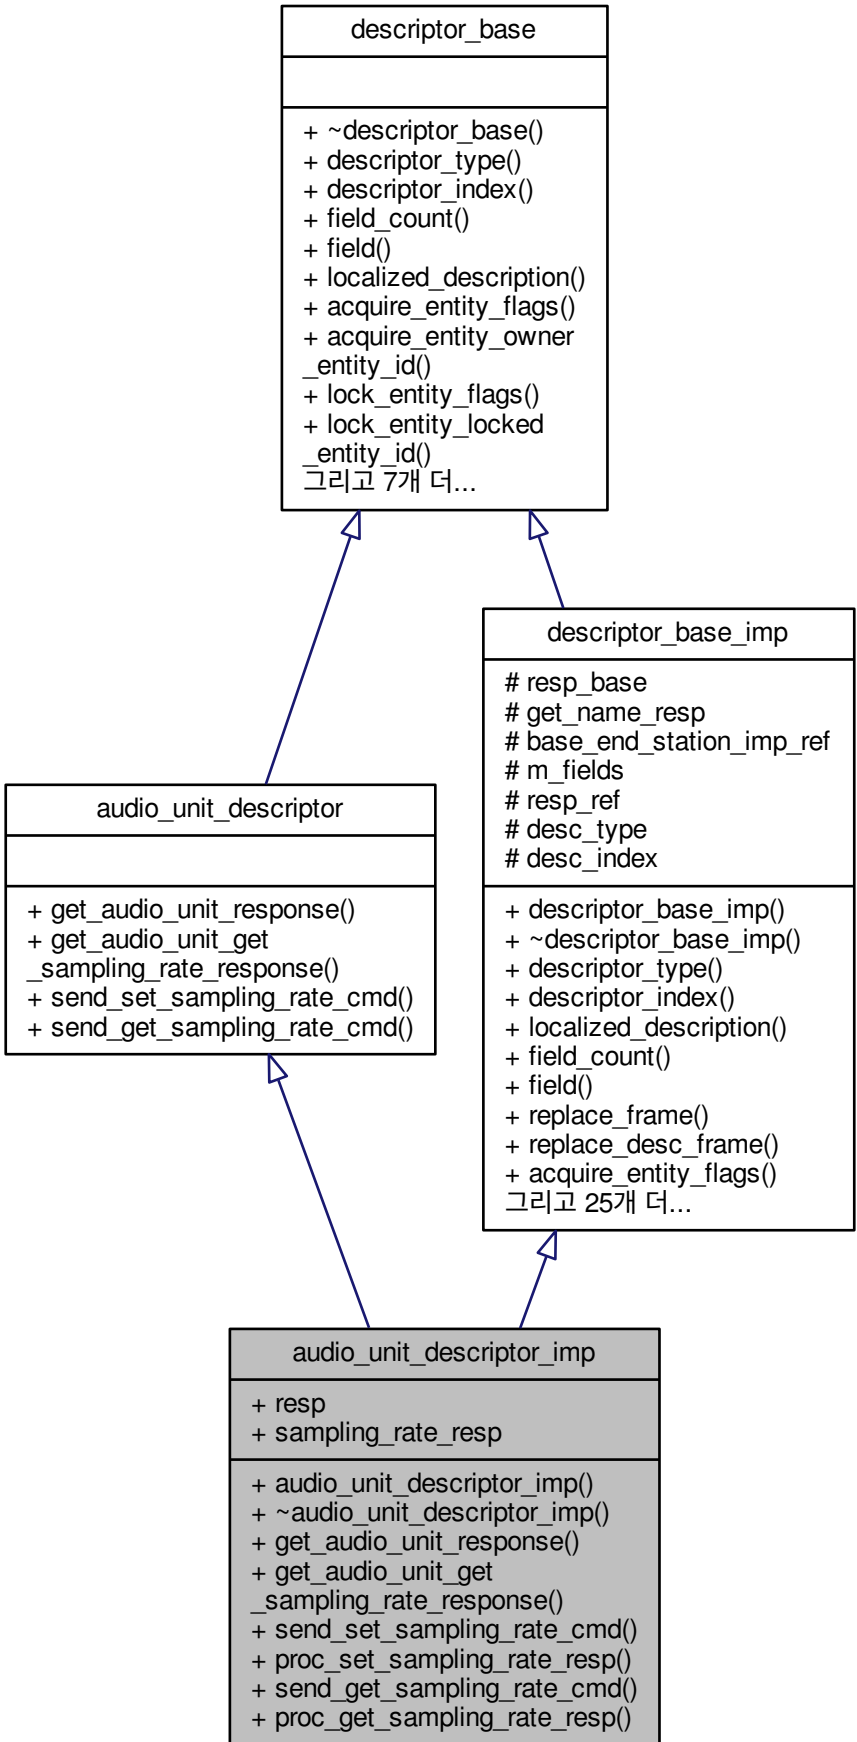 descriptor_base
+ ~descriptor_base()
+ descriptor_type()
+ descriptor_index()
+ field_count()
+ field()
+ localized_description()
+ acquire_entity_flags()
+ acquire_entity_owner
_entity_id()
+ lock_entity_flags()
+ lock_entity_locked
_entity_id()
그리고 7개 더...
descriptor_base_imp
# resp_base
# get_name_resp
# base_end_station_imp_ref
# m_fields
# resp_ref
# desc_type
# desc_index
+ descriptor_base_imp()
+ ~descriptor_base_imp()
+ descriptor_type()
+ descriptor_index()
+ localized_description()
+ field_count()
+ field()
+ replace_frame()
+ replace_desc_frame()
+ acquire_entity_flags()
그리고 25개 더...
audio_unit_descriptor
+ get_audio_unit_response()
+ get_audio_unit_get
_sampling_rate_response()
+ send_set_sampling_rate_cmd()
+ send_get_sampling_rate_cmd()
audio_unit_descriptor_imp
+ resp
+ sampling_rate_resp
+ audio_unit_descriptor_imp()
+ ~audio_unit_descriptor_imp()
+ get_audio_unit_response()
+ get_audio_unit_get
_sampling_rate_response()
+ send_set_sampling_rate_cmd()
+ proc_set_sampling_rate_resp()
+ send_get_sampling_rate_cmd()
+ proc_get_sampling_rate_resp()